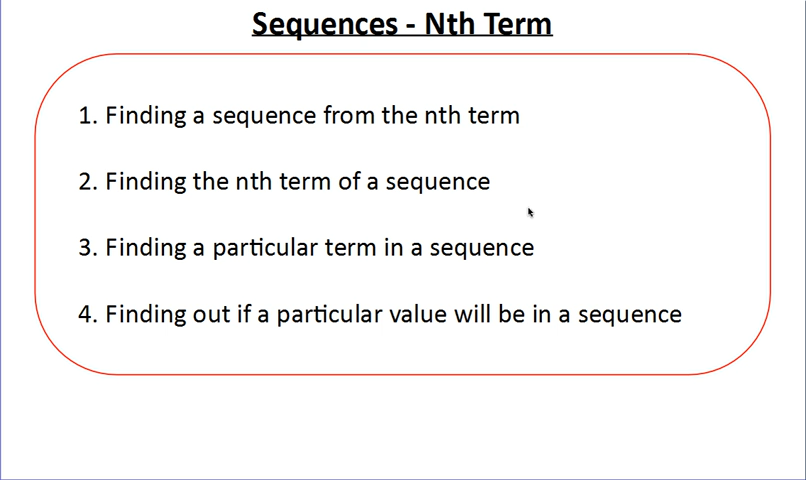 Sequences - Nth Term
1. Finding a sequence from the nth term
2. Finding the nth term of a sequence
3. Finding a particular term in a sequence
4. Finding out if a particular value will be in a sequence